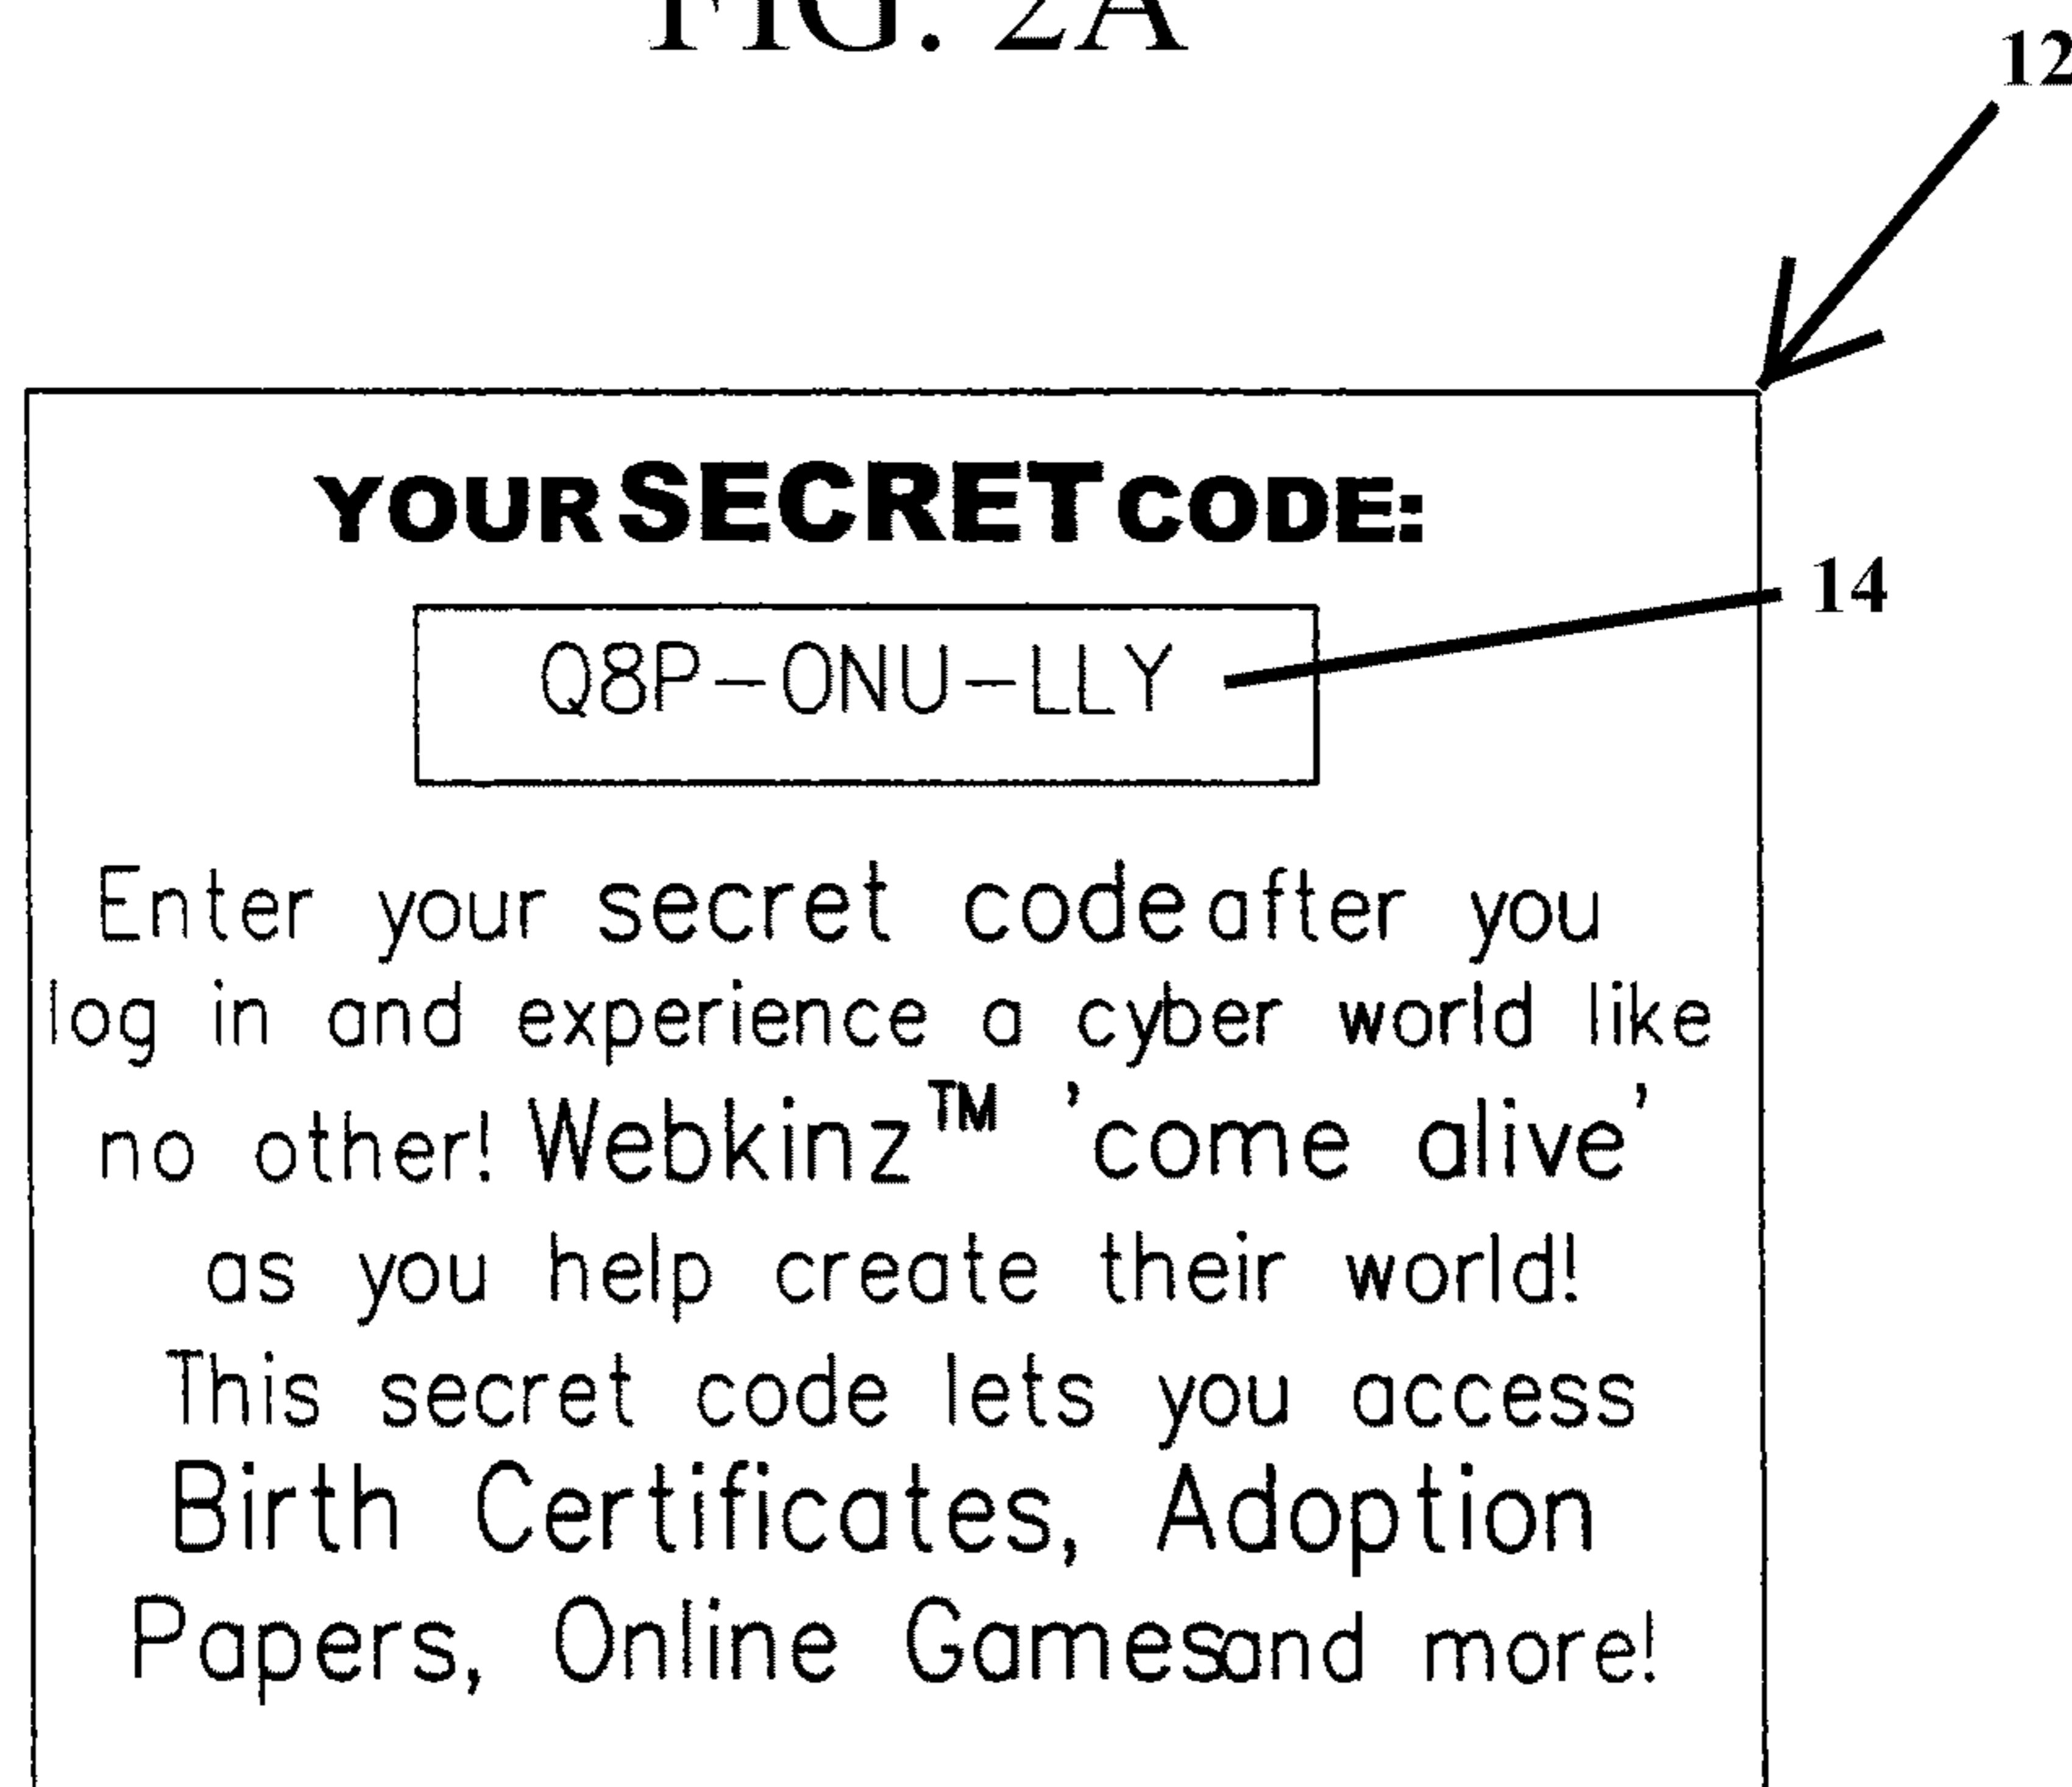 FIG. 2A
12
YOUR SECRET CODE:
Q8P-ONU-LLY
14
Enter your secret code after you
log in and experience a cyber world like
no other! Webkinz™ 'come alive'
as you help create their world!
This secret code lets you access
Birth Certificates, Adoption
Papers, Online Games and more!